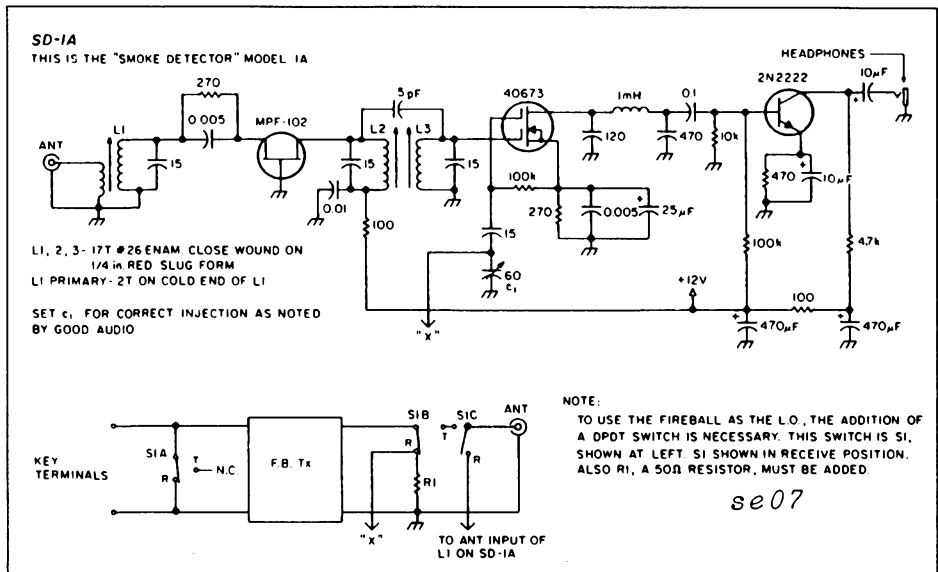 SD-1A
THIS IS THE "SMOKE DETECTOR" MODEL 1A
HEADPHONES
270
0.005
MPF-102
L1
ANT
15
5pF
L2
L3
15
15
0.01
100
40673
1mH
0.1
120
470
10k
2N2222
10µF
470
10µF
100k
270
0.005
25µF
15
60
C1
"X"
100k
4.7k
+12V
100
470µF
470µF
L1, 2, 3- 17T #26 ENAM. CLOSE WOUND ON
1/4 in. RED SLUG FORM
L1 PRIMARY - 2T ON COLD END OF L1
SET C1 FOR CORRECT INJECTION AS NOTED
BY GOOD AUDIO
KEY
TERMINALS
S1A
T
R
N.C.
F.B. Tx
S1B
T
S1C
R
R
ANT
R1
"X"
TO ANT INPUT OF
L1 ON SD-1A
NOTE:
TO USE THE FIREBALL AS THE L.O., THE ADDITION OF
A DPDT SWITCH IS NECESSARY. THIS SWITCH IS S1,
SHOWN AT LEFT. S1 SHOWN IN RECEIVE POSITION.
ALSO R1, A 50Ω RESISTOR, MUST BE ADDED.
se07